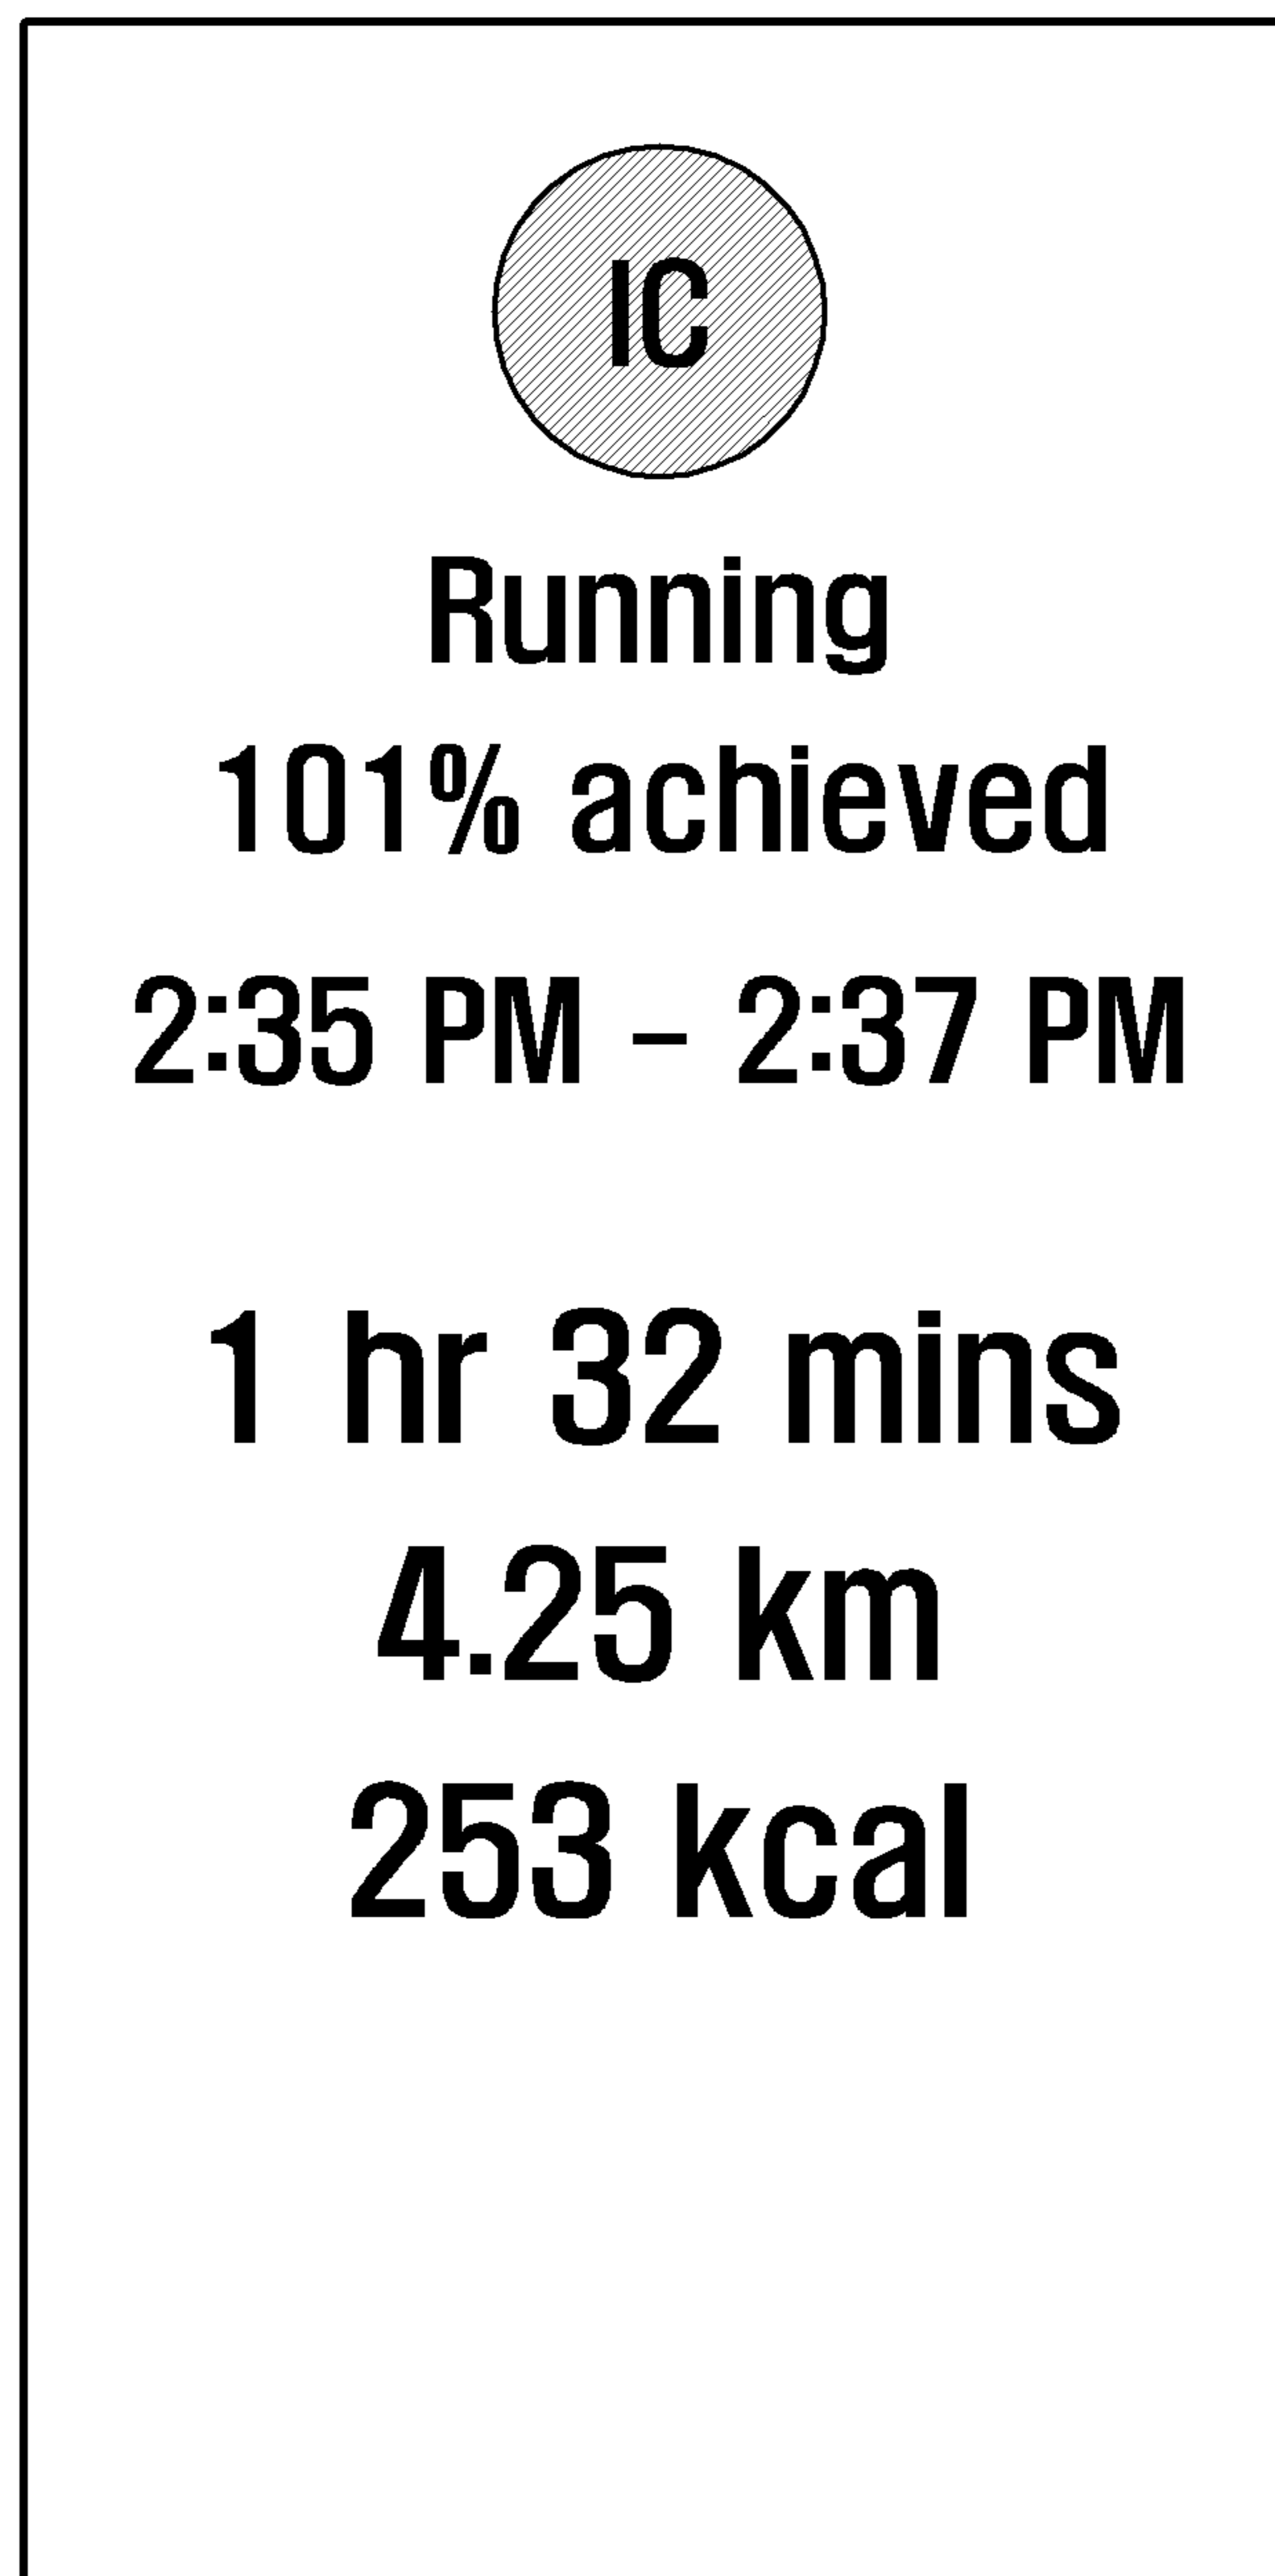 IC
Running
101% achieved
2:35 PM – 2:37 PM
1 hr 32 mins
4.25 km
253 kcal